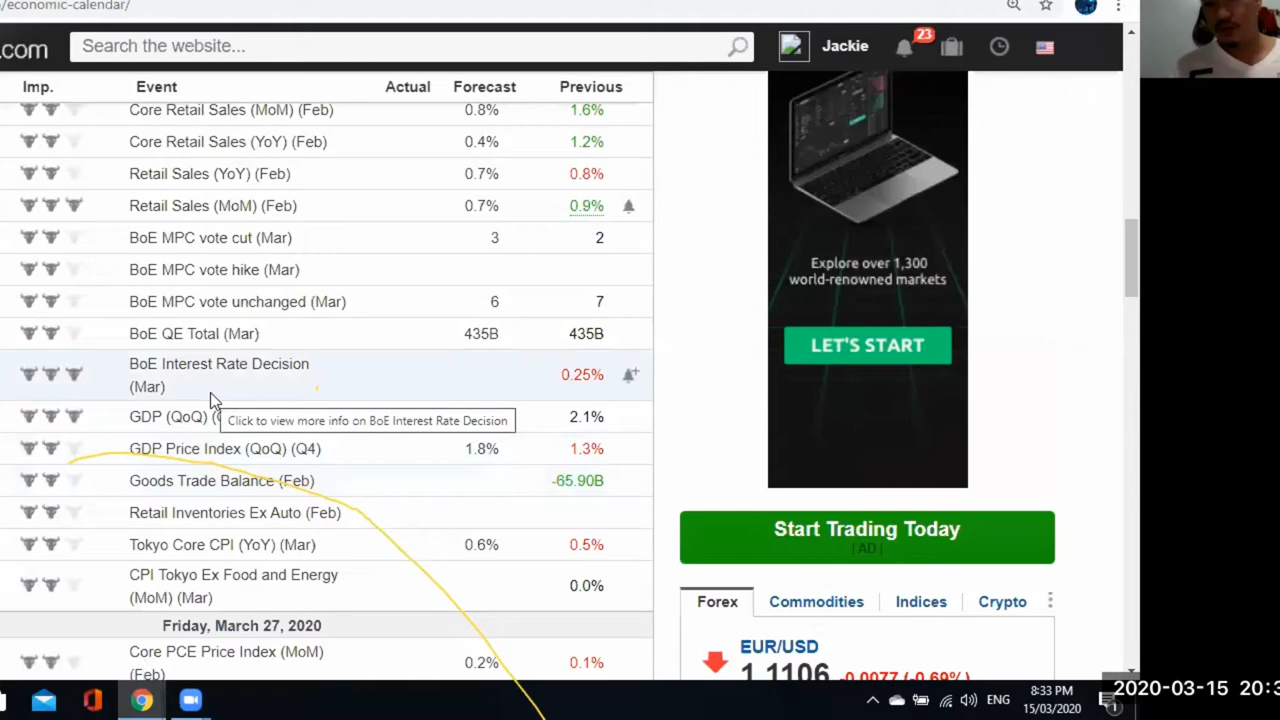 /economic-calendar/
.com
Search the website...
Jackie
23
Imp. Event Actual Forecast Previous
Core Retail Sales (MoM) (Feb) 0.8% 1.6%
Core Retail Sales (YoY) (Feb) 0.4% 1.2%
Retail Sales (YoY) (Feb) 0.7% 0.8%
Retail Sales (MoM) (Feb) 0.7% 0.9%
BoE MPC vote cut (Mar) 3 2
BoE MPC vote hike (Mar)
BoE MPC vote unchanged (Mar) 6 7
BoE QE Total (Mar) 435B 435B
BoE Interest Rate Decision
(Mar) 0.25%
GDP (QoQ) 2.1%
Click to view more info on BoE Interest Rate Decision
GDP Price Index (QoQ) (Q4) 1.8% 1.3%
Goods Trade Balance (Feb) -65.90B
Retail Inventories Ex Auto (Feb)
Tokyo Core CPI (YoY) (Mar) 0.6% 0.5%
CPI Tokyo Ex Food and Energy
(MoM) (Mar) 0.0%
Friday, March 27, 2020
Core PCE Price Index (MoM)
(Feb) 0.2% 0.1%
Explore over 1,300
world-renowned markets
LET'S START
Start Trading Today
| AD |
Forex Commodities Indices Crypto
EUR/USD
1.1106 -0.0077 (-0.69%)
ENG
8:33 PM
15/03/2020
1
2020-03-15 20:3